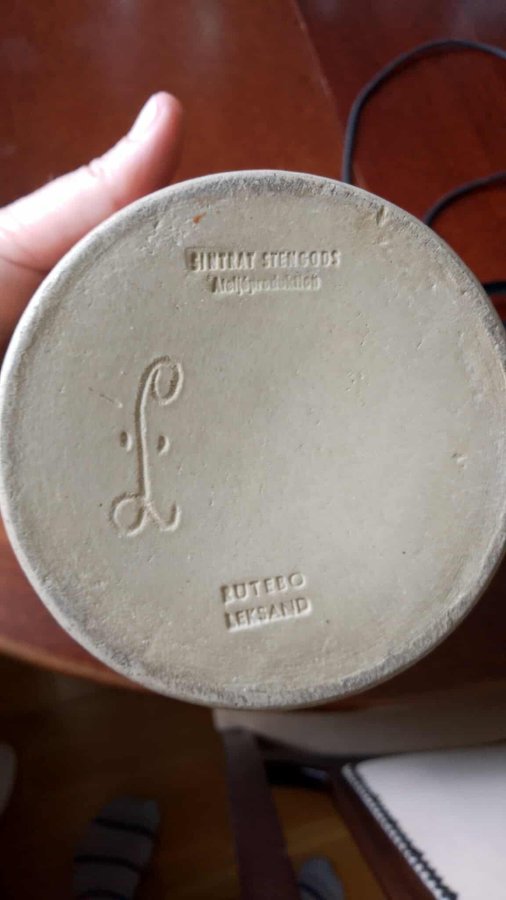 SINTRAT STENGODS
Ateljéproduktion
RUTEBO
LEKSAND